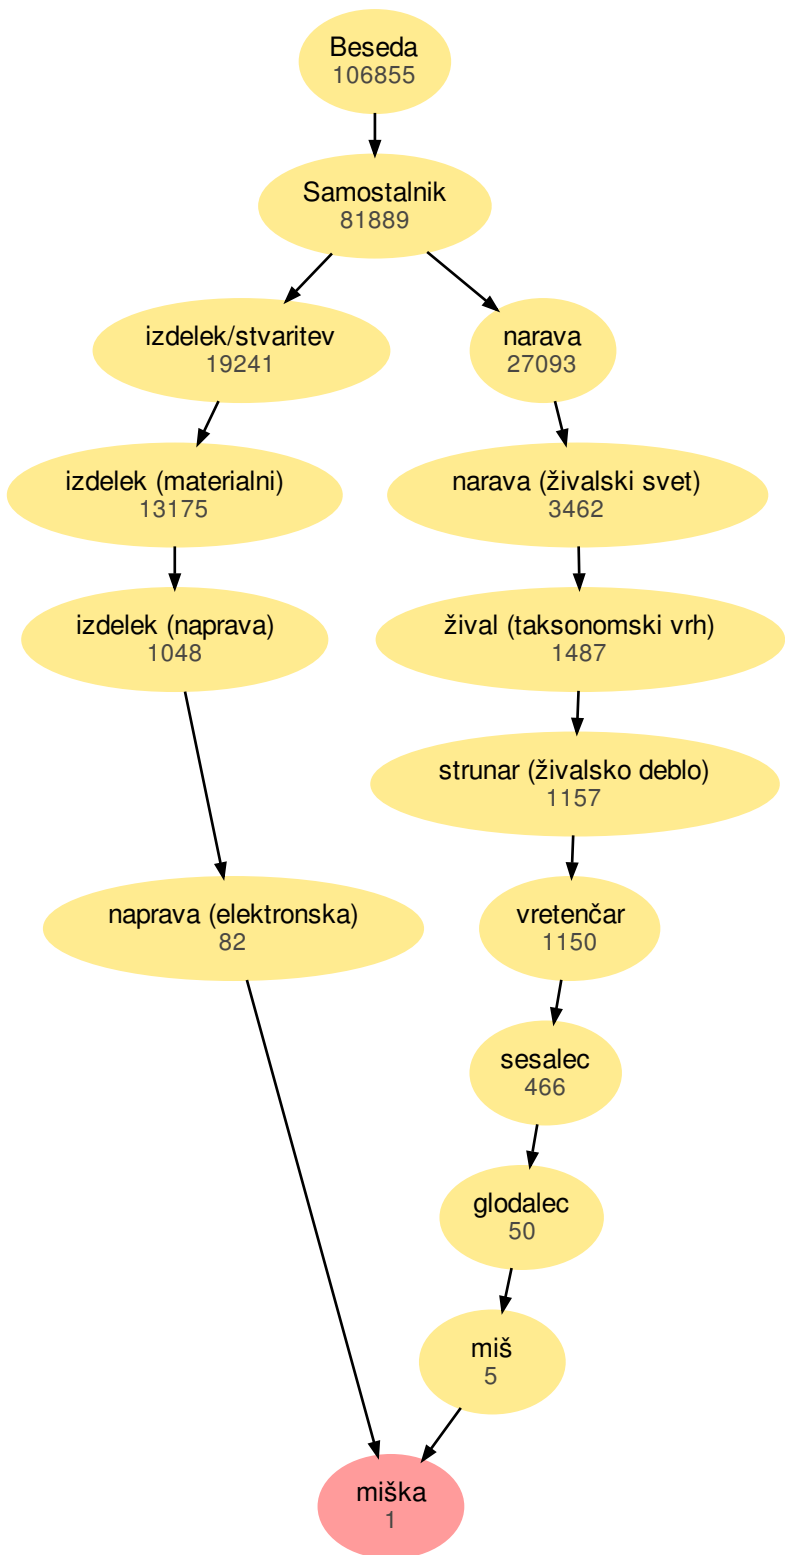 Beseda
106855
Samostalnik
81889
izdelek/stvaritev
19241
narava
27093
izdelek (materialni)
13175
narava (živalski svet)
3462
izdelek (naprava)
1048
žival (taksonomski vrh)
1487
strunar (živalsko deblo)
1157
naprava (elektronska)
82
vretenčar
1150
sesalec
466
glodalec
50
miš
5
miška
1